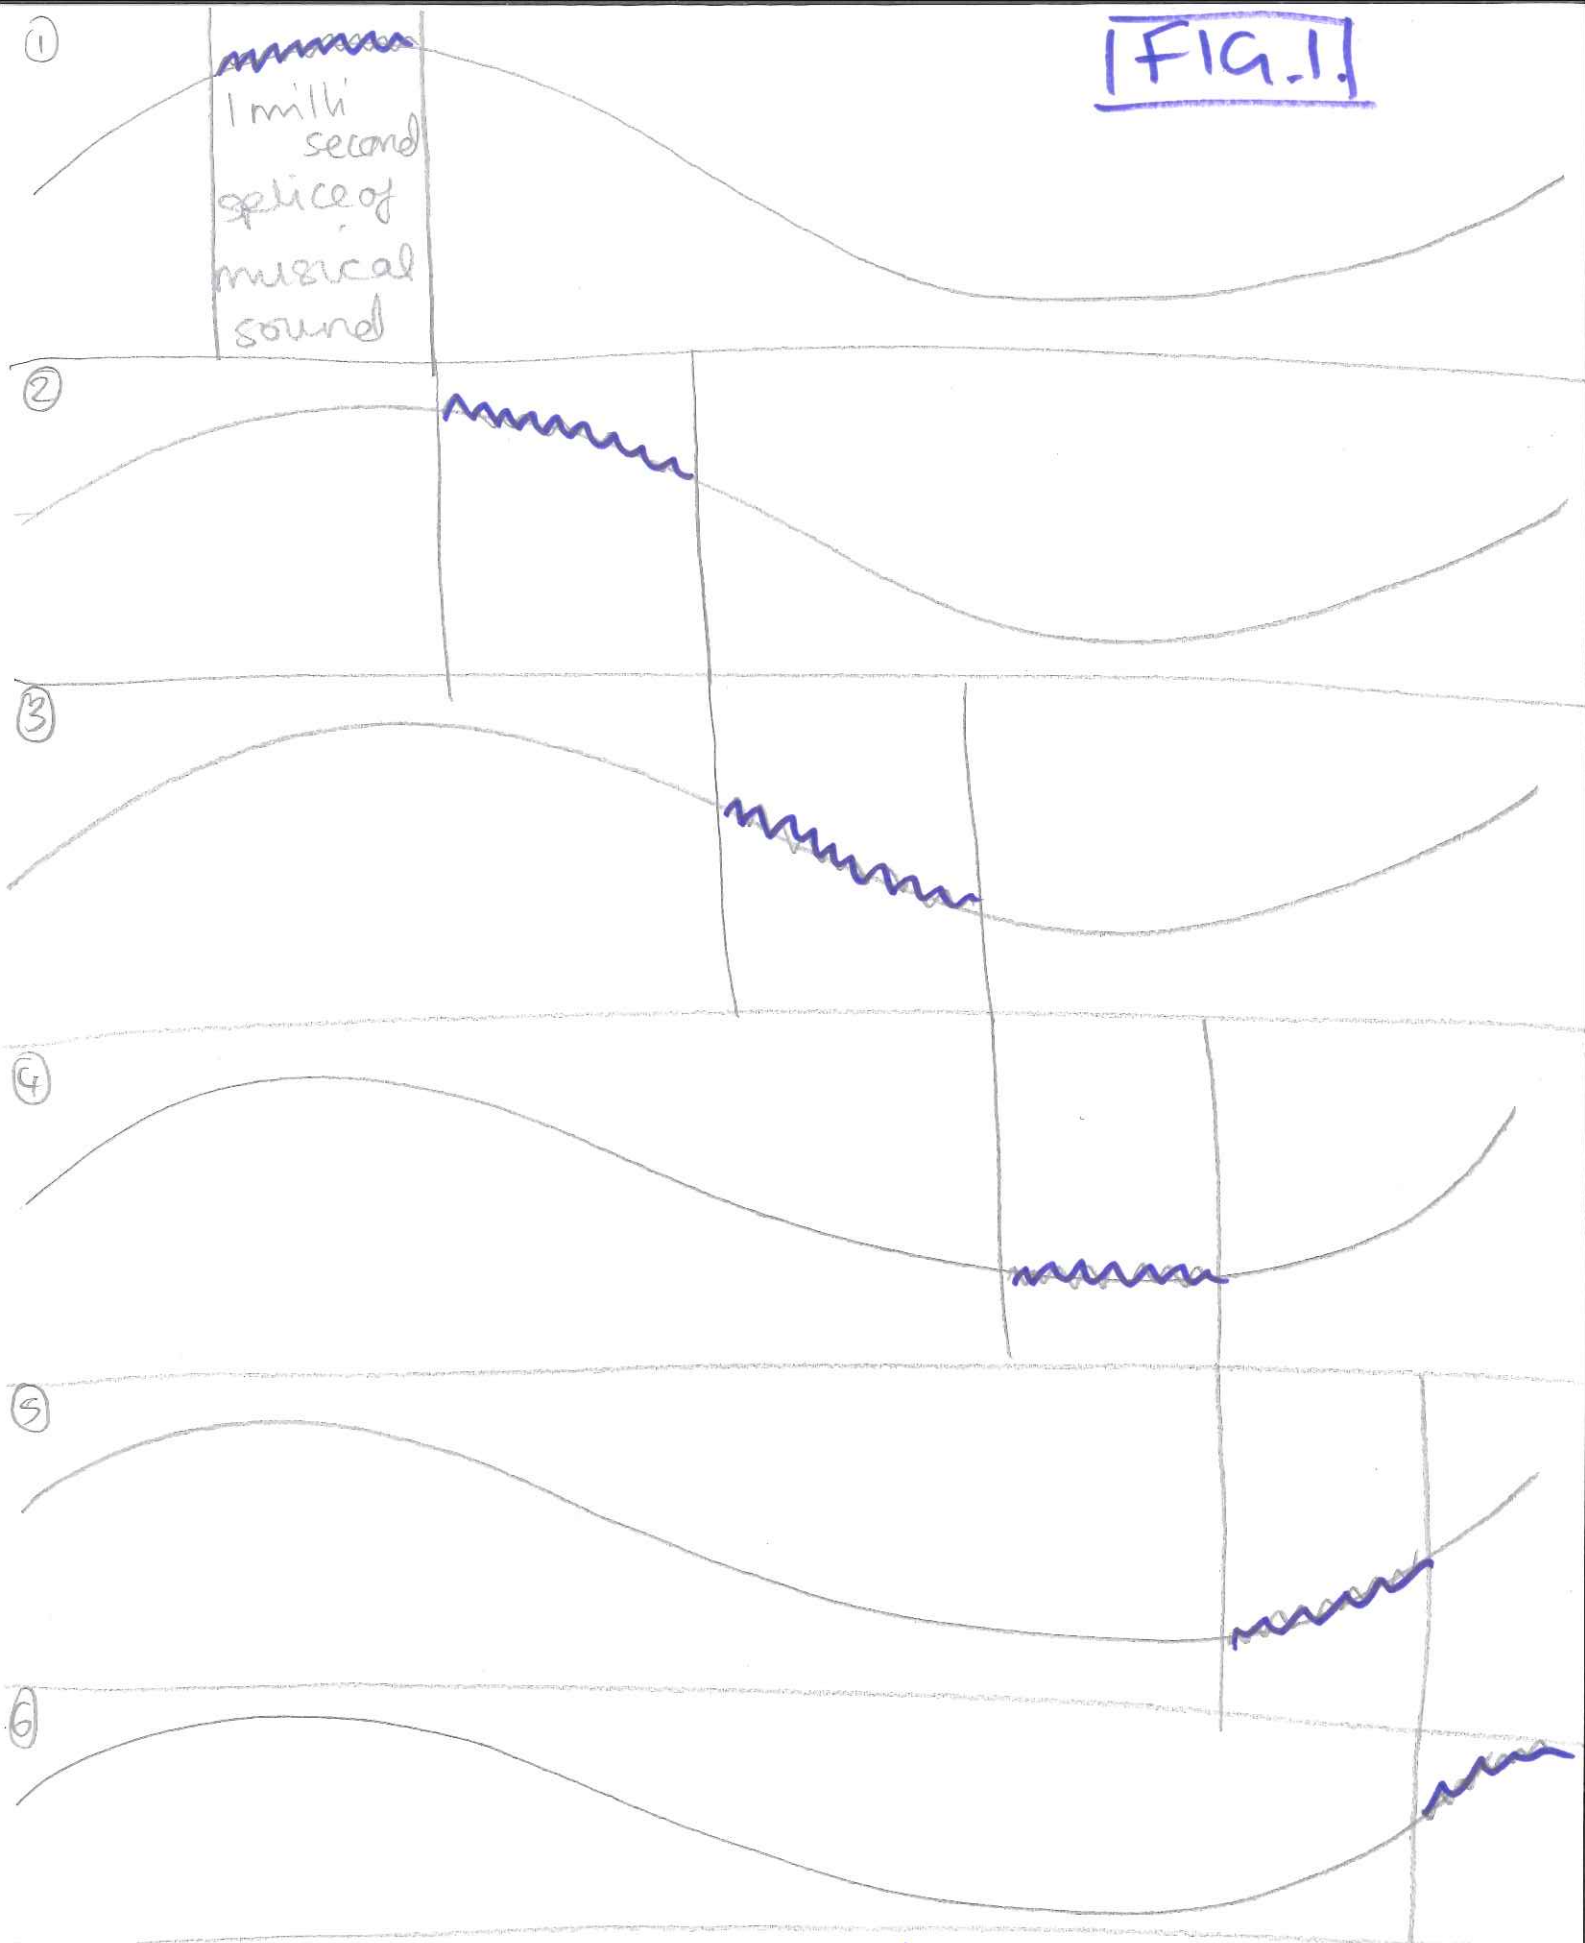 ①
FIG.1.
1 milli
second
splice of
musical
sound
②
③
④
⑤
⑥